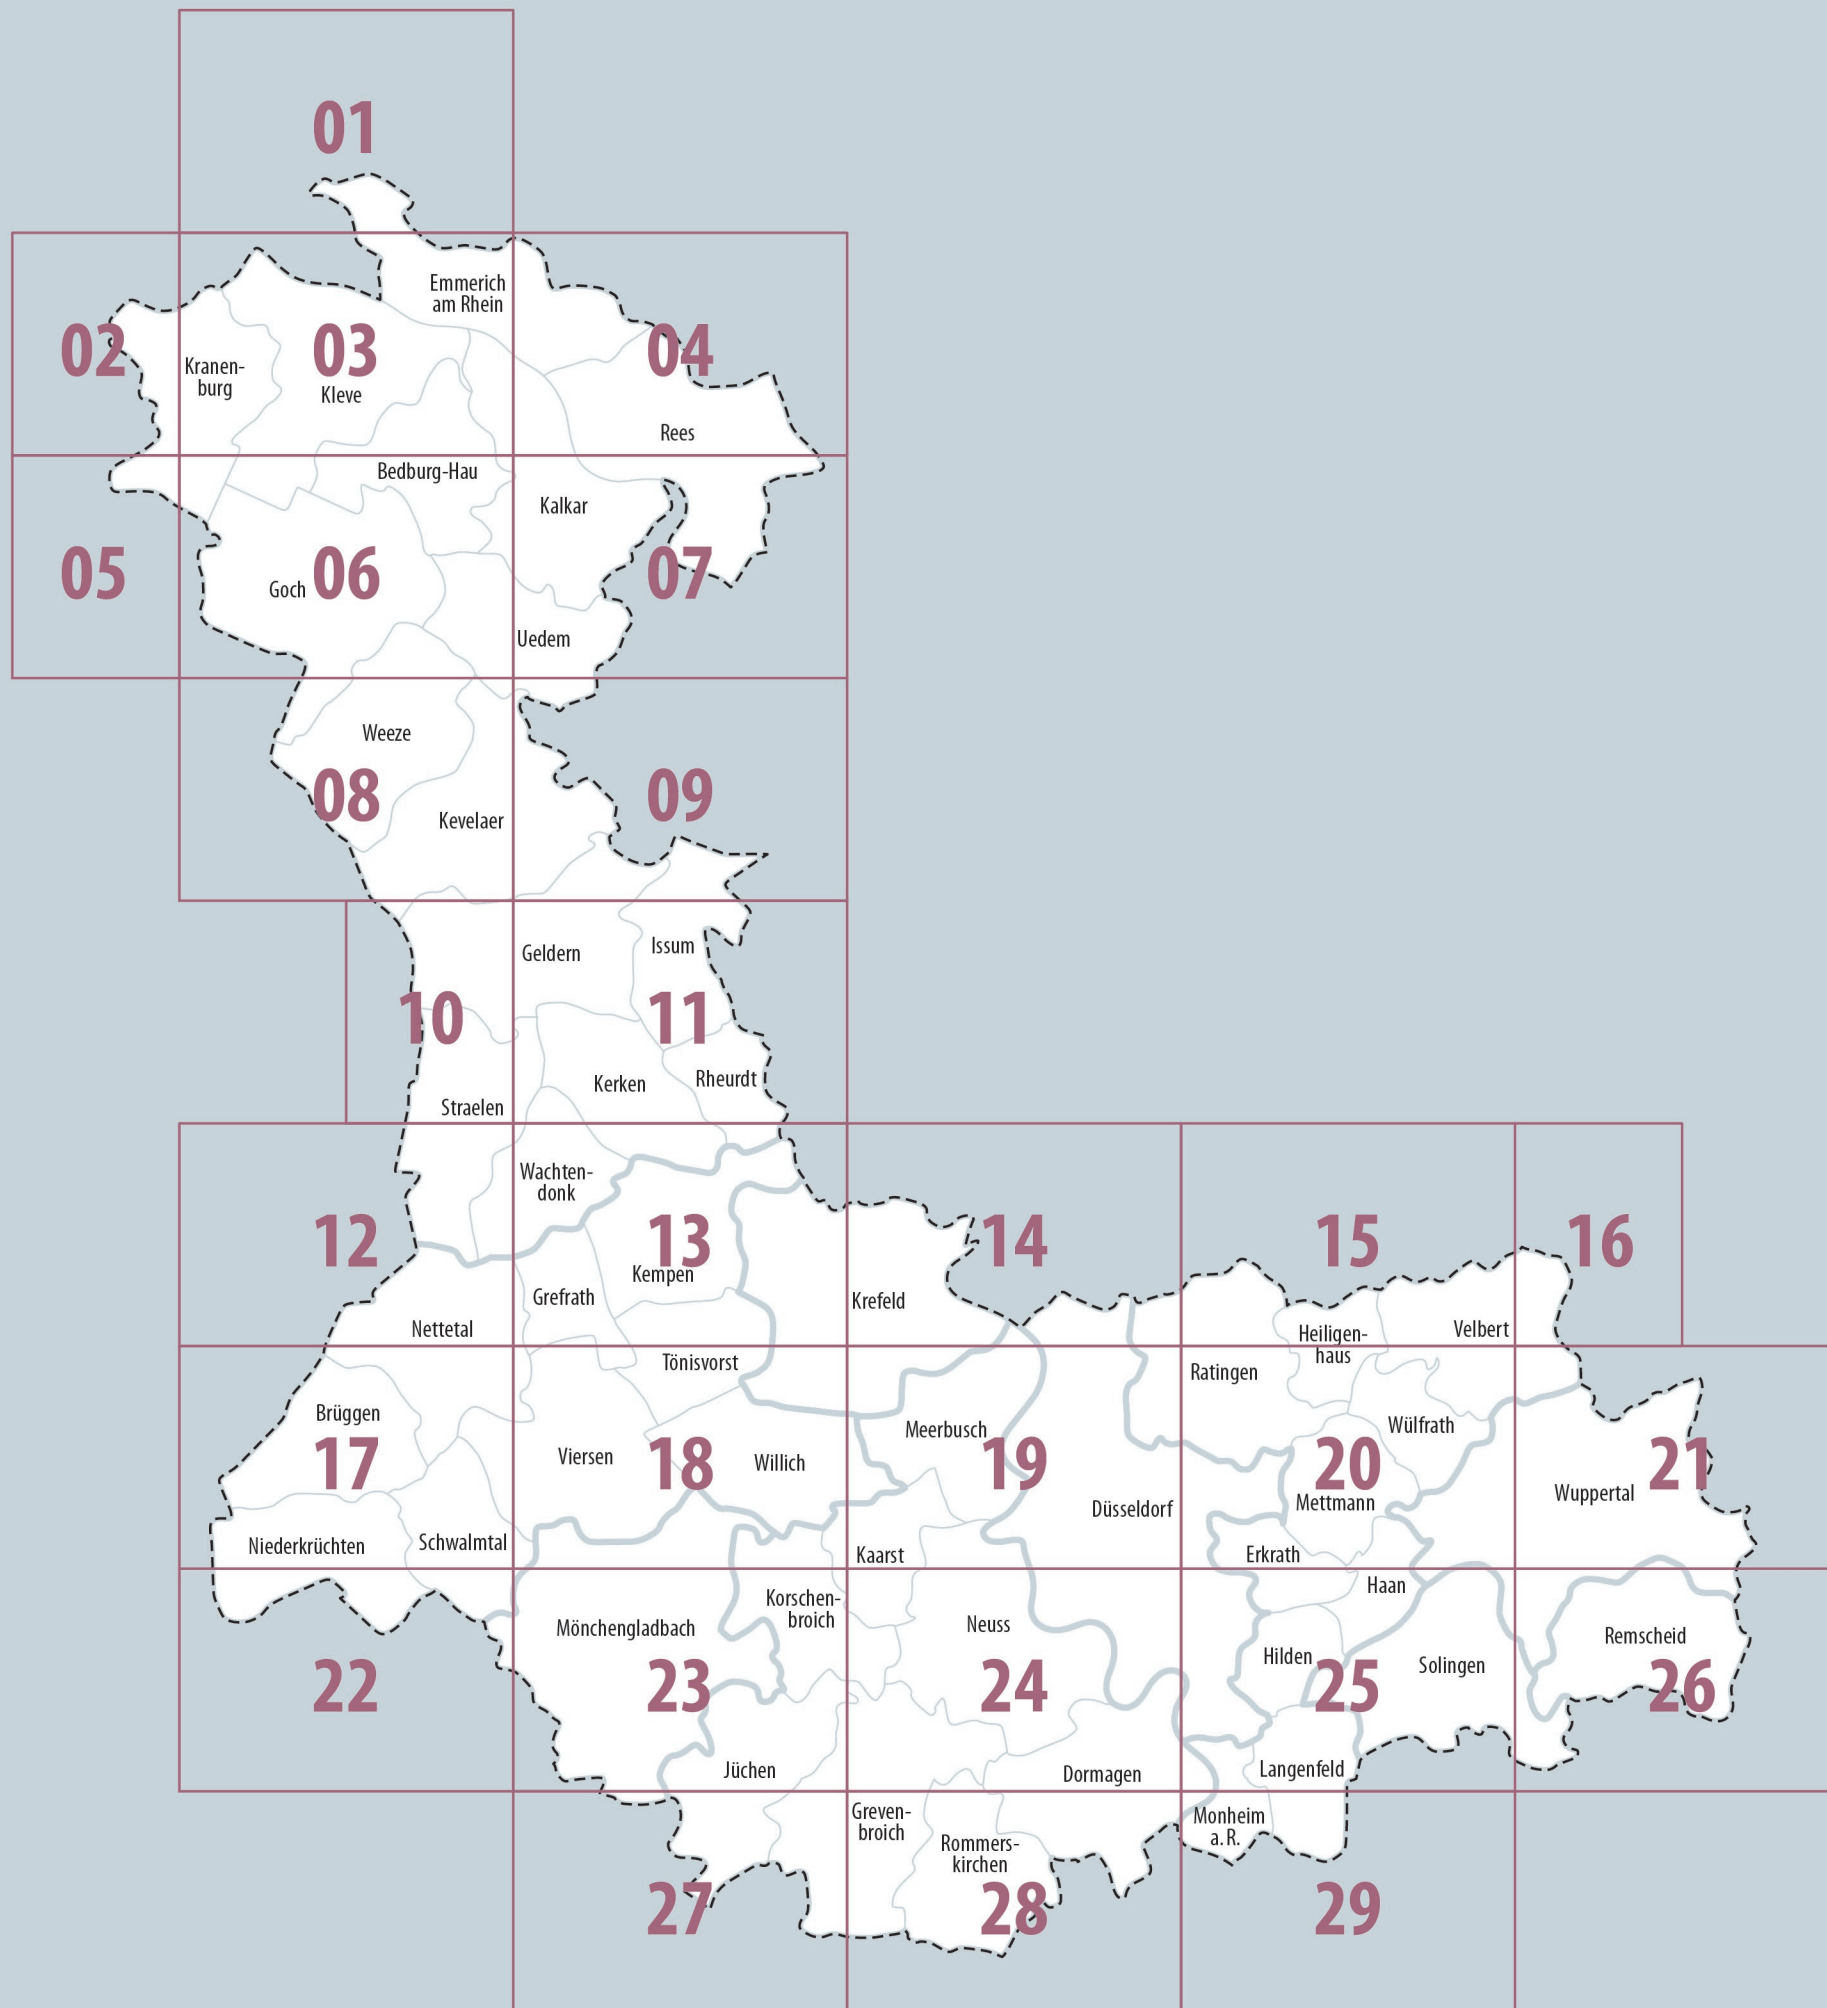 01
Emmerich
am Rhein
02
03
04
Kranen-
burg
Kleve
Rees
Bedburg-Hau
Kalkar
05
06
07
Goch
Uedem
Weeze
08
09
Kevelaer
Geldern
Issum
10
11
Kerken
Rheurdt
Straelen
Wachten-
donk
12
13
14
15
16
Kempen
Grefrath
Krefeld
Nettetal
Heiligen-
haus
Velbert
Tönisvorst
Ratingen
Brüggen
Meerbusch
Wülfrath
17
Viersen
18
Willich
19
20
21
Wuppertal
Mettmann
Düsseldorf
Niederkrüchten
Schwalmtal
Kaarst
Erkrath
Haan
Korschen-
broich
Mönchengladbach
Neuss
Remscheid
Hilden
Solingen
22
23
24
25
26
Jüchen
Dormagen
Langenfeld
Greven-
broich
Monheim
a. R.
Rommers-
kirchen
27
28
29